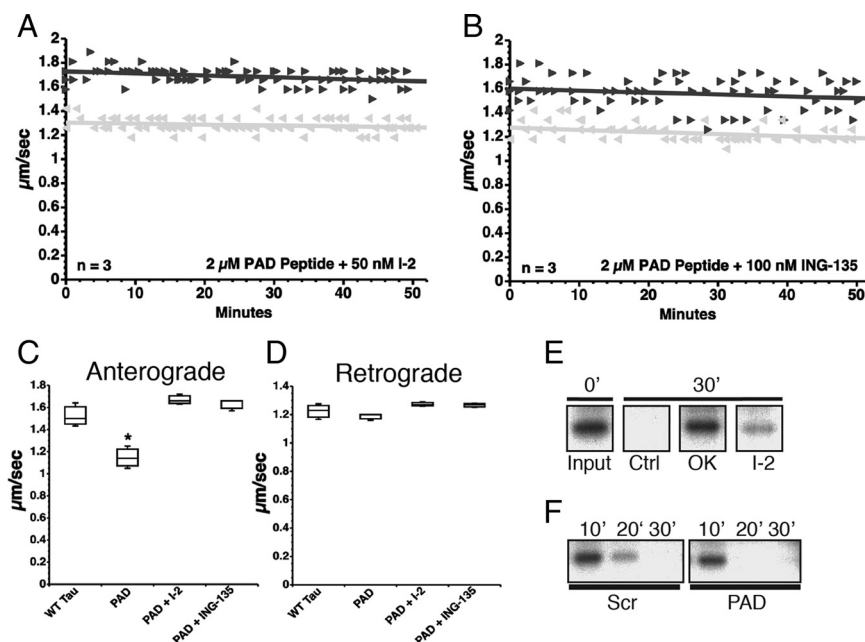 A
2
1.8
1.6
1.4
1.2
1
0.8
0.6
0.4
0.2
0
µm/sec
n = 3
2 µM PAD Peptide + 50 nM I-2
0 10 20 30 40 50
Minutes
B
2
1.8
1.6
1.4
1.2
1
0.8
0.6
0.4
0.2
0
µm/sec
n = 3
2 µM PAD Peptide + 100 nM ING-135
0 10 20 30 40 50
Minutes
C
Anterograde
1.8
1.6
1.4
1.2
1
0.8
0.6
0.4
0.2
0
µm/sec
*
WT Tau
PAD
PAD + I-2
PAD + ING-135
D
Retrograde
1.4
1.2
1
0.8
0.6
0.4
0.2
0
µm/sec
WT Tau
PAD
PAD + I-2
PAD + ING-135
E
0' 30'
Input Ctrl OK I-2
F
10' 20' 30' 10' 20' 30'
Scr PAD